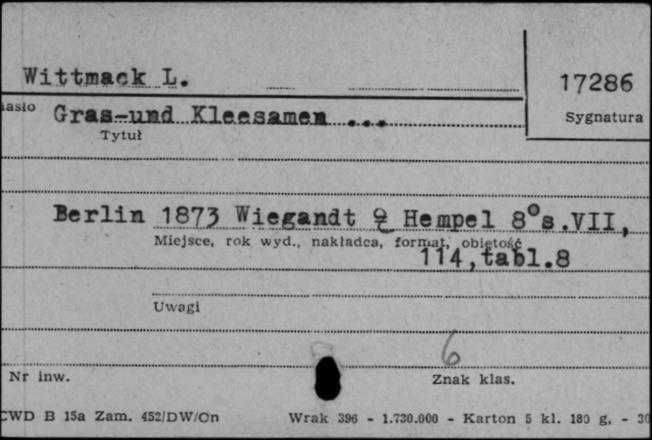 Wittmack L.
17286
iasło Gras-und Kleesamen ...
Sygnatura
Tytuł
Berlin 1873 Wiegandt & Hempel 8°s.VII,
Miejsce, rok wyd., nakładca, format, objętość
114,tabl.8
Uwagi
6
Nr inw.
Znak klas.
CWD B 15a Zam. 452/DW/On Wrak 396 - 1.730.000 - Karton 5 kl. 180 g, - 30